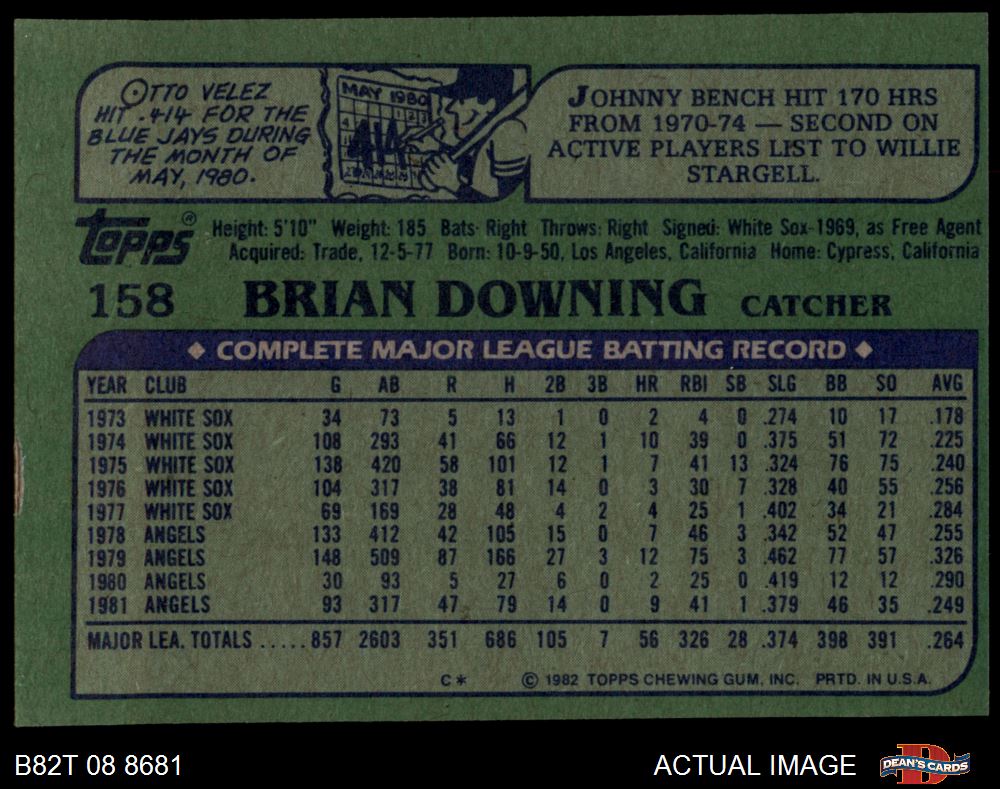 OTTO VELEZ
HIT .414 FOR THE
BLUE JAYS DURING
THE MONTH OF
MAY, 1980.
MAY 1980
414
JOHNNY BENCH HIT 170 HRS
FROM 1970-74 — SECOND ON
ACTIVE PLAYERS LIST TO WILLIE
STARGELL.
Topps ®
Height: 5'10" Weight: 185 Bats: Right Throws: Right Signed: White Sox-1969, as Free Agent
Acquired: Trade, 12-5-77 Born: 10-9-50, Los Angeles, California Home: Cypress, California
158 BRIAN DOWNING CATCHER
◆ COMPLETE MAJOR LEAGUE BATTING RECORD ◆
YEAR CLUB G AB R H 2B 3B HR RBI SB SLG BB SO AVG
1973 WHITE SOX 34 73 5 13 1 0 2 4 0 .274 10 17 .178
1974 WHITE SOX 108 293 41 66 12 1 10 39 0 .375 51 72 .225
1975 WHITE SOX 138 420 58 101 12 1 7 41 13 .324 76 75 .240
1976 WHITE SOX 104 317 38 81 14 0 3 30 7 .328 40 55 .256
1977 WHITE SOX 69 169 28 48 4 2 4 25 1 .402 34 21 .284
1978 ANGELS 133 412 42 105 15 0 7 46 3 .342 52 47 .255
1979 ANGELS 148 509 87 166 27 3 12 75 3 .462 77 57 .326
1980 ANGELS 30 93 5 27 6 0 2 25 0 .419 12 12 .290
1981 ANGELS 93 317 47 79 14 0 9 41 1 .379 46 35 .249
MAJOR LEA. TOTALS ..... 857 2603 351 686 105 7 56 326 28 .374 398 391 .264
C* © 1982 TOPPS CHEWING GUM, INC. PRTD. IN U.S.A.
B82T 08 8681 ACTUAL IMAGE DEAN'S CARDS